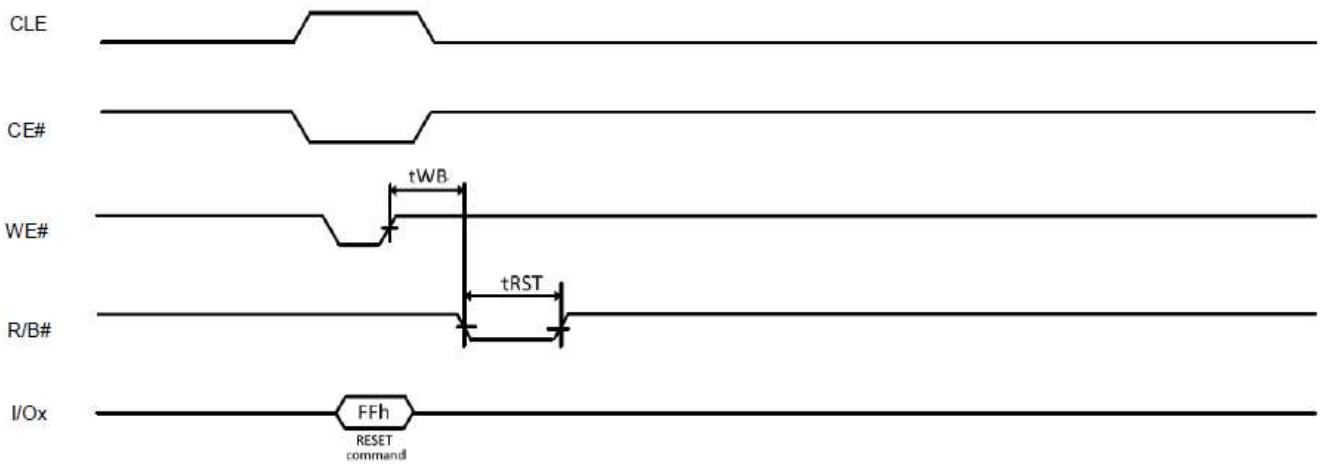 CLE
CE#
tWB
WE#
tRST
R/B#
I/Ox
FFh
RESET
command